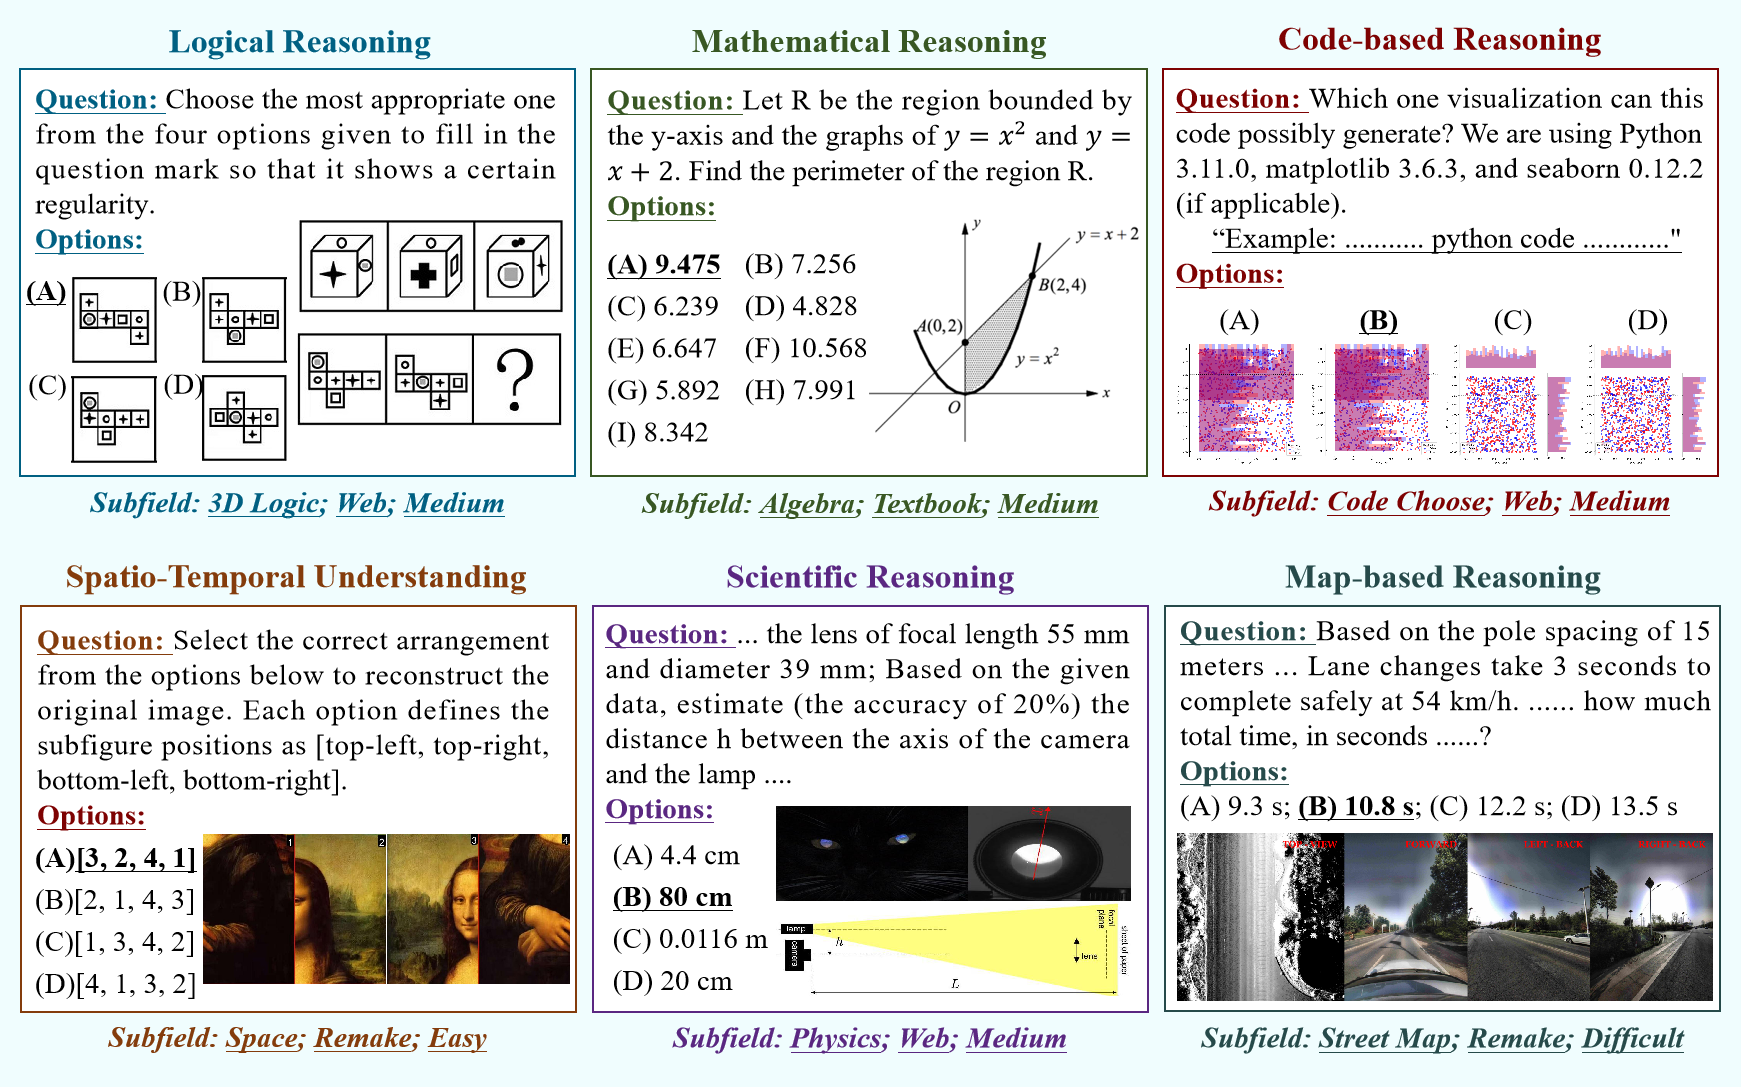 Logical Reasoning
Question: Choose the most appropriate one
from the four options given to fill in the
question mark so that it shows a certain
regularity.
Options:
(A)
(B)
(C)
(D)
?
Subfield: 3D Logic; Web; Medium
Mathematical Reasoning
Question: Let R be the region bounded by
the y-axis and the graphs of y = x² and y =
x + 2. Find the perimeter of the region R.
Options:
(A) 9.475 (B) 7.256
(C) 6.239 (D) 4.828
(E) 6.647 (F) 10.568
(G) 5.892 (H) 7.991
(I) 8.342
y
y = x + 2
B(2,4)
A(0,2)
y = x²
O
x
Subfield: Algebra; Textbook; Medium
Code-based Reasoning
Question: Which one visualization can this
code possibly generate? We are using Python
3.11.0, matplotlib 3.6.3, and seaborn 0.12.2
(if applicable).
“Example: ........... python code ............"
Options:
(A) (B) (C) (D)
Subfield: Code Choose; Web; Medium
Spatio-Temporal Understanding
Question: Select the correct arrangement
from the options below to reconstruct the
original image. Each option defines the
subfigure positions as [top-left, top-right,
bottom-left, bottom-right].
Options:
(A)[3, 2, 4, 1]
(B)[2, 1, 4, 3]
(C)[1, 3, 4, 2]
(D)[4, 1, 3, 2]
1 2 3 4
Subfield: Space; Remake; Easy
Scientific Reasoning
Question: ... the lens of focal length 55 mm
and diameter 39 mm; Based on the given
data, estimate (the accuracy of 20%) the
distance h between the axis of the camera
and the lamp ....
Options:
(A) 4.4 cm
(B) 80 cm
(C) 0.0116 m
(D) 20 cm
lamp
camera
h
L
lens
focal
plane
sheet of paper
Subfield: Physics; Web; Medium
Map-based Reasoning
Question: Based on the pole spacing of 15
meters ... Lane changes take 3 seconds to
complete safely at 54 km/h. ...... how much
total time, in seconds ......?
Options:
(A) 9.3 s; (B) 10.8 s; (C) 12.2 s; (D) 13.5 s
TOP - VIEW
FORWARD
LEFT - BACK
RIGHT - BACK
Subfield: Street Map; Remake; Difficult